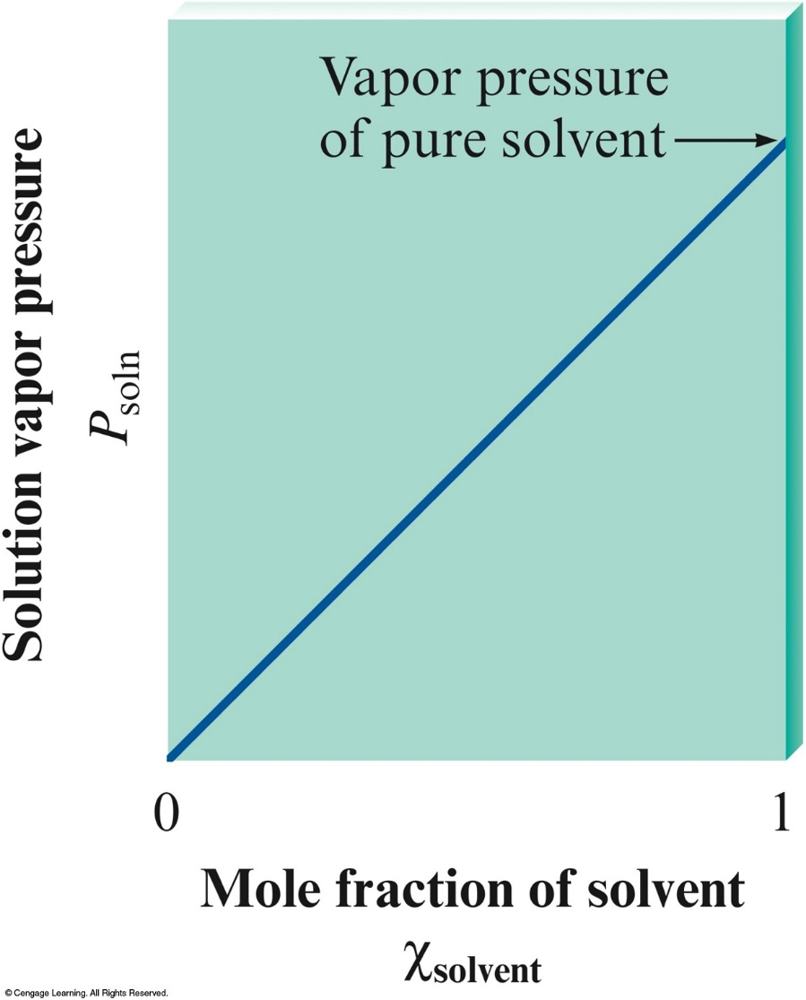 Vapor pressure
of pure solvent
Solution vapor pressure
Psoln
0 1
Mole fraction of solvent
χsolvent
© Cengage Learning. All Rights Reserved.